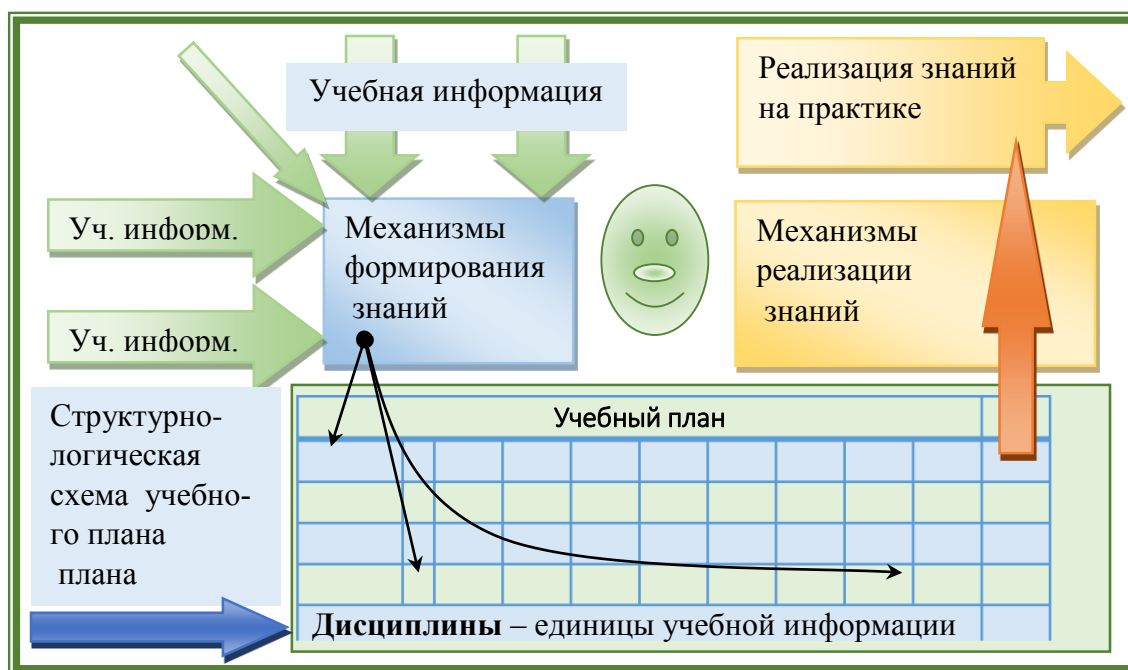 Учебная информация
Реализация знаний
на практике
Уч. информ.
Механизмы
формирования
знаний
Механизмы
реализации
знаний
Уч. информ.
Структурно-
логическая
схема учебно-
го плана
плана
Учебный план
Дисциплины – единицы учебной информации